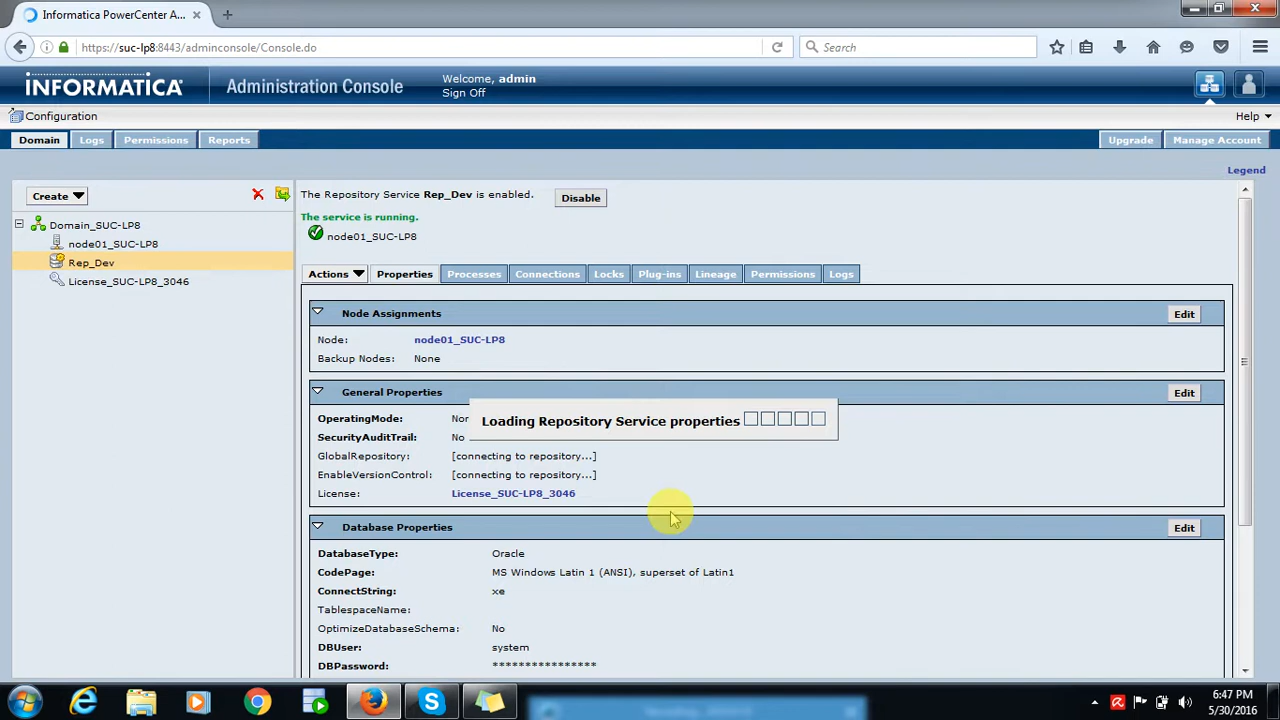 Informatica PowerCenter A...
https://suc-lp8:8443/adminconsole/Console.do
Search
INFORMATICA
Administration Console
Welcome, admin
Sign Off
Configuration
Help
Domain
Logs
Permissions
Reports
Upgrade
Manage Account
Legend
Create
Domain_SUC-LP8
node01_SUC-LP8
Rep_Dev
License_SUC-LP8_3046
The Repository Service Rep_Dev is enabled.
Disable
The service is running.
node01_SUC-LP8
Actions
Properties
Processes
Connections
Locks
Plug-ins
Lineage
Permissions
Logs
Node Assignments
Edit
Node: node01_SUC-LP8
Backup Nodes: None
General Properties
Edit
OperatingMode: Nor
Loading Repository Service properties
SecurityAuditTrail: No
GlobalRepository: [connecting to repository...]
EnableVersionControl: [connecting to repository...]
License: License_SUC-LP8_3046
Database Properties
Edit
DatabaseType: Oracle
CodePage: MS Windows Latin 1 (ANSI), superset of Latin1
ConnectString: xe
TablespaceName:
OptimizeDatabaseSchema: No
DBUser: system
DBPassword: ****************
6:47 PM
5/30/2016